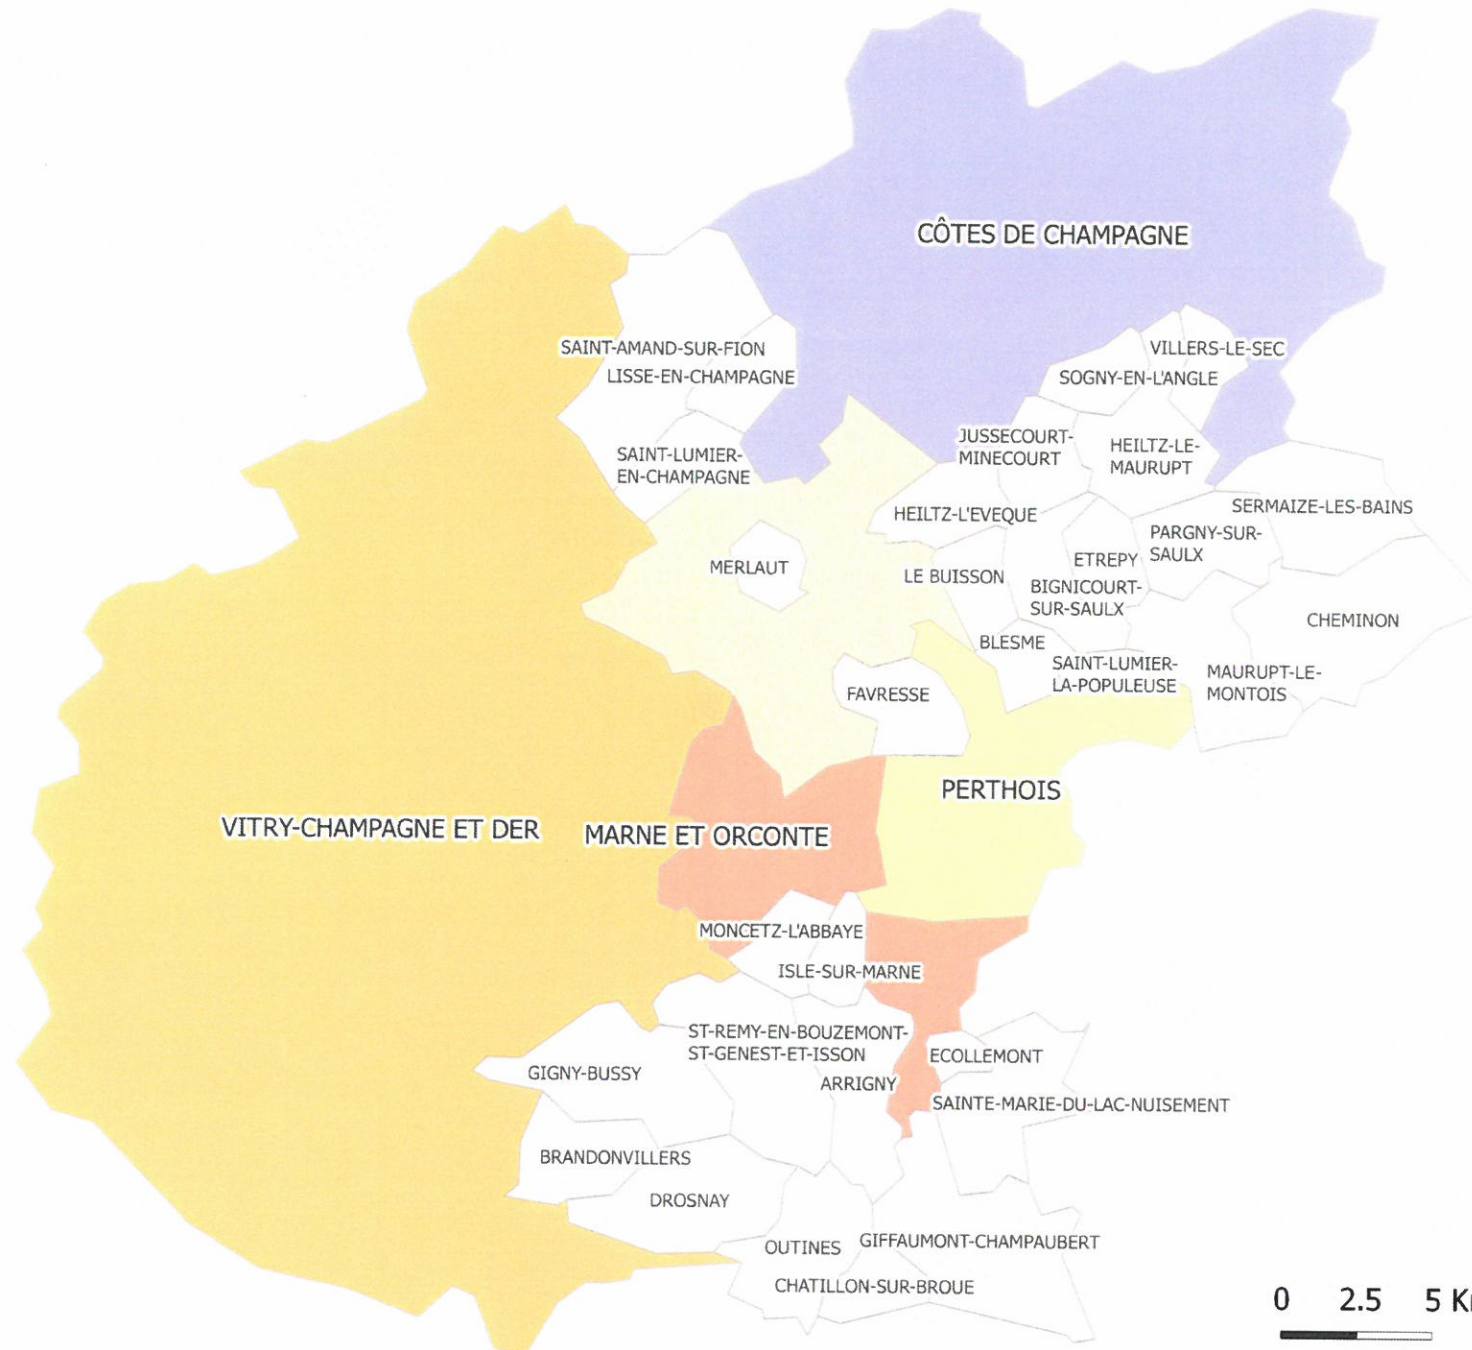 CÔTES DE CHAMPAGNE
SAINT-AMAND-SUR-FION
VILLERS-LE-SEC
LISSE-EN-CHAMPAGNE
SOGNY-EN-L'ANGLE
JUSSECOURT-
MINECOURT
HEILTZ-LE-
MAURUPT
SAINT-LUMIER-
EN-CHAMPAGNE
SERMAIZE-LES-BAINS
HEILTZ-L'EVEQUE
PARGNY-SUR-
SAULX
MERLAUT
ETREPY
LE BUISSON
BIGNICOURT-
SUR-SAULX
CHEMINON
BLESME
SAINT-LUMIER-
LA-POPULEUSE
MAURUPT-LE-
MONTOIS
FAVRESSE
PERTHOIS
VITRY-CHAMPAGNE ET DER
MARNE ET ORCONTE
MONCETZ-L'ABBAYE
ISLE-SUR-MARNE
ST-REMY-EN-BOUZEMONT-
ST-GENEST-ET-ISSON
ECOLLEMONT
GIGNY-BUSSY
ARRIGNY
SAINTE-MARIE-DU-LAC-NUISEMENT
BRANDONVILLERS
DROSNAY
OUTINES
GIFFAUMONT-CHAMPAUBERT
CHATILLON-SUR-BROUE
0 2.5 5 K